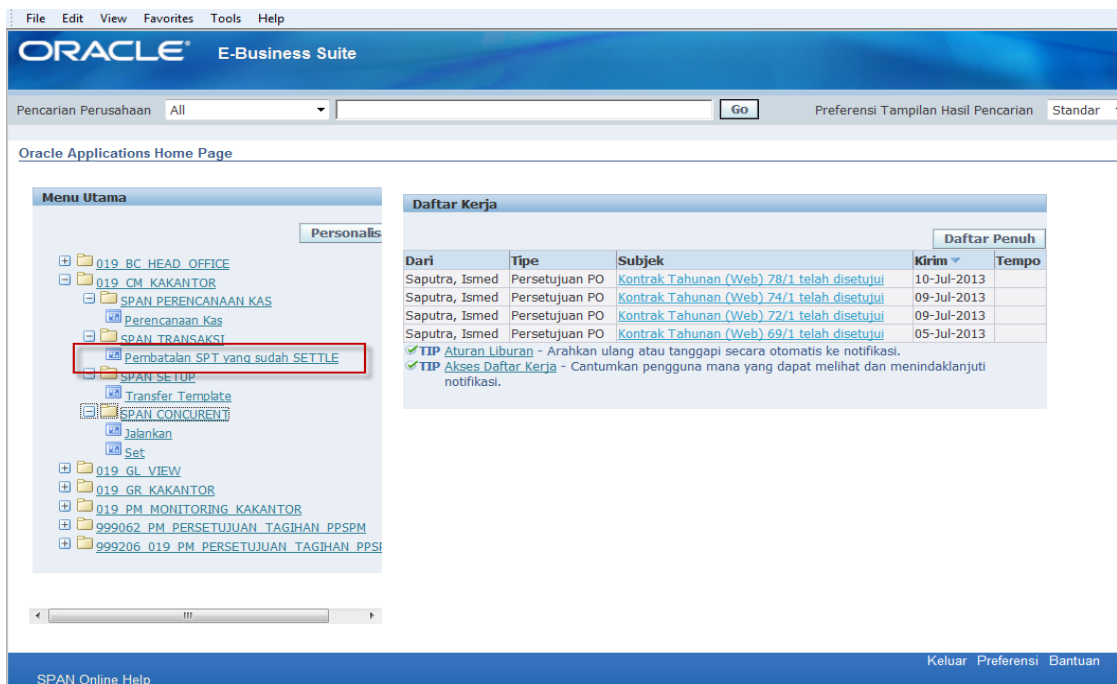 File Edit View Favorites Tools Help
ORACLE® E-Business Suite
Pencarian Perusahaan All Go Preferensi Tampilan Hasil Pencarian Standar
Oracle Applications Home Page
Menu Utama
Personalis
019_BC_HEAD_OFFICE
019_CM_KAKANTOR
SPAN PERENCANAAN KAS
Perencanaan Kas
SPAN TRANSAKSI
Pembatalan SPT yang sudah SETTLE
SPAN SETUP
Transfer Template
SPAN CONCURENT
Jalankan
Set
019_GL_VIEW
019_GR_KAKANTOR
019_PM_MONITORING_KAKANTOR
999062_PM_PERSETUJUAN_TAGIHAN_PPSPM
999206_019_PM_PERSETUJUAN_TAGIHAN_PPSP
Daftar Kerja
Daftar Penuh
Dari Tipe Subjek Kirim Tempo
Saputra, Ismed Persetujuan PO Kontrak Tahunan (Web) 78/1 telah disetujui 10-Jul-2013
Saputra, Ismed Persetujuan PO Kontrak Tahunan (Web) 74/1 telah disetujui 09-Jul-2013
Saputra, Ismed Persetujuan PO Kontrak Tahunan (Web) 72/1 telah disetujui 09-Jul-2013
Saputra, Ismed Persetujuan PO Kontrak Tahunan (Web) 69/1 telah disetujui 05-Jul-2013
TIP Aturan Liburan - Arahkan ulang atau tanggapi secara otomatis ke notifikasi.
TIP Akses Daftar Kerja - Cantumkan pengguna mana yang dapat melihat dan menindaklanjuti
notifikasi.
Keluar Preferensi Bantuan
SPAN Online Help